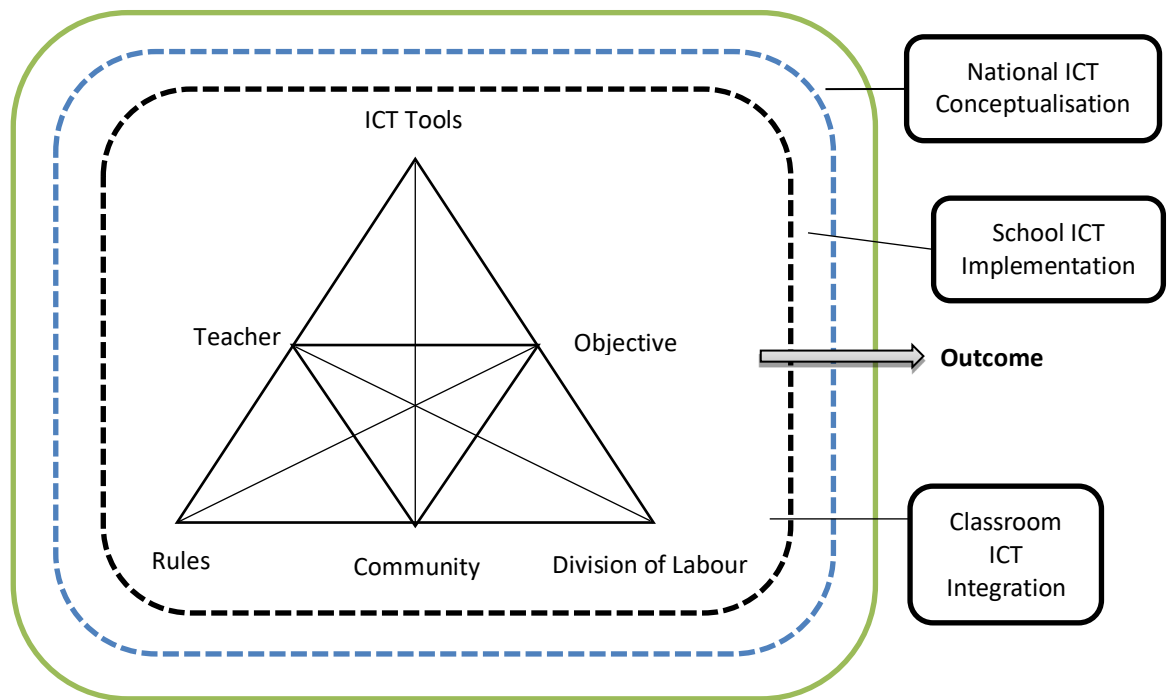 National ICT
Conceptualisation
ICT Tools
School ICT
Implementation
Teacher
Objective
Outcome
Classroom
ICT
Integration
Rules
Community
Division of Labour